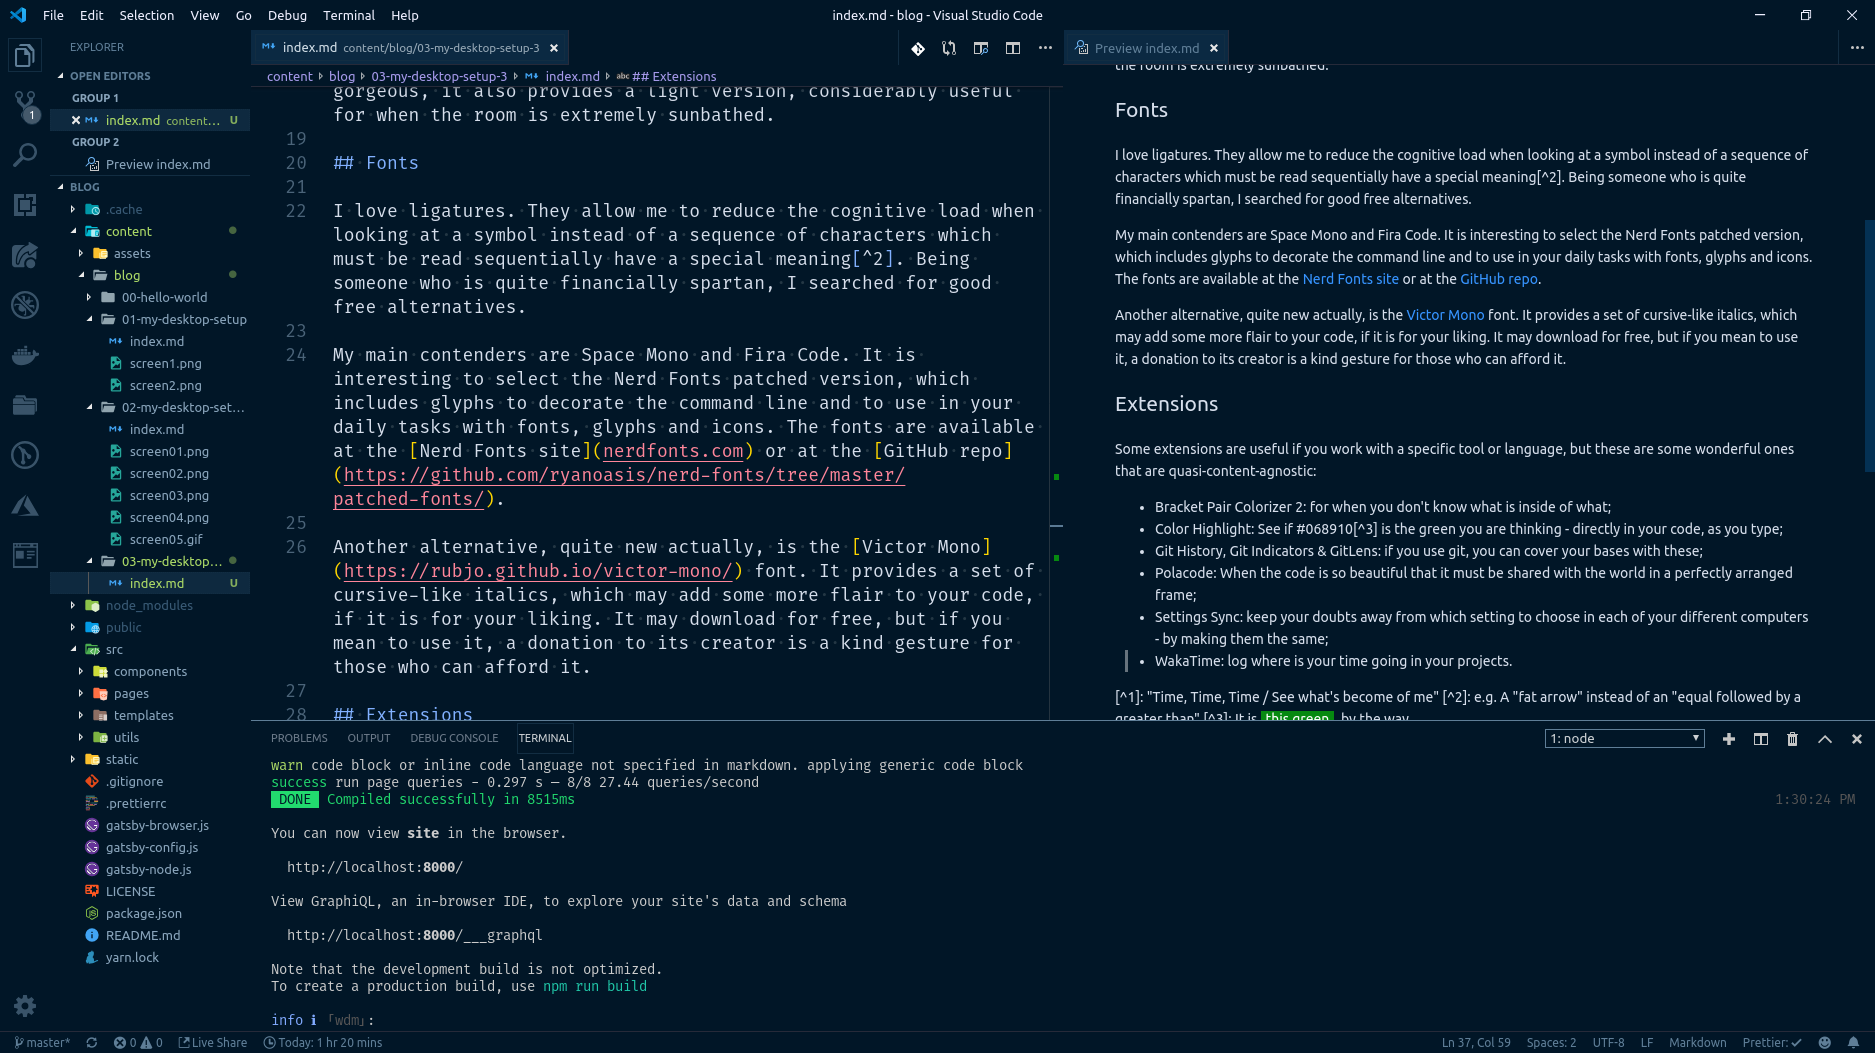 File Edit Selection View Go Debug Terminal Help
index.md - blog - Visual Studio Code
EXPLORER
OPEN EDITORS
GROUP 1
index.md content... U
GROUP 2
Preview index.md
BLOG
.cache
content
assets
blog
00-hello-world
01-my-desktop-setup
index.md
screen1.png
screen2.png
02-my-desktop-set...
index.md
screen01.png
screen02.png
screen03.png
screen04.png
screen05.gif
03-my-desktop...
index.md U
node_modules
public
src
components
pages
templates
utils
static
.gitignore
.prettierrc
gatsby-browser.js
gatsby-config.js
gatsby-node.js
LICENSE
package.json
README.md
yarn.lock
1
index.md content/blog/03-my-desktop-setup-3
content blog 03-my-desktop-setup-3 index.md abc ## Extensions
gorgeous, it also provides a light version, considerably useful
for when the room is extremely sunbathed.
19
20 ## Fonts
21
22 I love ligatures. They allow me to reduce the cognitive load when
looking at a symbol instead of a sequence of characters which
must be read sequentially have a special meaning[^2]. Being
someone who is quite financially spartan, I searched for good
free alternatives.
23
24 My main contenders are Space Mono and Fira Code. It is
interesting to select the Nerd Fonts patched version, which
includes glyphs to decorate the command line and to use in your
daily tasks with fonts, glyphs and icons. The fonts are available
at the [Nerd Fonts site](nerdfonts.com) or at the [GitHub repo]
(https://github.com/ryanoasis/nerd-fonts/tree/master/
patched-fonts/).
25
26 Another alternative, quite new actually, is the [Victor Mono]
(https://rubjo.github.io/victor-mono/) font. It provides a set of
cursive-like italics, which may add some more flair to your code,
if it is for your liking. It may download for free, but if you
mean to use it, a donation to its creator is a kind gesture for
those who can afford it.
27
28 ## Extensions
Preview index.md
the room is extremely sunbathed.
Fonts
I love ligatures. They allow me to reduce the cognitive load when looking at a symbol instead of a sequence of
characters which must be read sequentially have a special meaning[^2]. Being someone who is quite
financially spartan, I searched for good free alternatives.
My main contenders are Space Mono and Fira Code. It is interesting to select the Nerd Fonts patched version,
which includes glyphs to decorate the command line and to use in your daily tasks with fonts, glyphs and icons.
The fonts are available at the Nerd Fonts site or at the GitHub repo.
Another alternative, quite new actually, is the Victor Mono font. It provides a set of cursive-like italics, which
may add some more flair to your code, if it is for your liking. It may download for free, but if you mean to use
it, a donation to its creator is a kind gesture for those who can afford it.
Extensions
Some extensions are useful if you work with a specific tool or language, but these are some wonderful ones
that are quasi-content-agnostic:
• Bracket Pair Colorizer 2: for when you don't know what is inside of what;
• Color Highlight: See if #068910[^3] is the green you are thinking - directly in your code, as you type;
• Git History, Git Indicators & GitLens: if you use git, you can cover your bases with these;
• Polacode: When the code is so beautiful that it must be shared with the world in a perfectly arranged
frame;
• Settings Sync: keep your doubts away from which setting to choose in each of your different computers
- by making them the same;
• WakaTime: log where is your time going in your projects.
[^1]: "Time, Time, Time / See what's become of me" [^2]: e.g. A "fat arrow" instead of an "equal followed by a
greater than" [^3]: It is this green, by the way
PROBLEMS OUTPUT DEBUG CONSOLE TERMINAL
1: node
warn code block or inline code language not specified in markdown. applying generic code block
success run page queries - 0.297 s — 8/8 27.44 queries/second
DONE Compiled successfully in 8515ms
1:30:24 PM
You can now view site in the browser.
http://localhost:8000/
View GraphiQL, an in-browser IDE, to explore your site's data and schema
http://localhost:8000/___graphql
Note that the development build is not optimized.
To create a production build, use npm run build
info ℹ ｢wdm｣:
master* 0 0 Live Share Today: 1 hr 20 mins
Ln 37, Col 59 Spaces: 2 UTF-8 LF Markdown Prettier: ✓